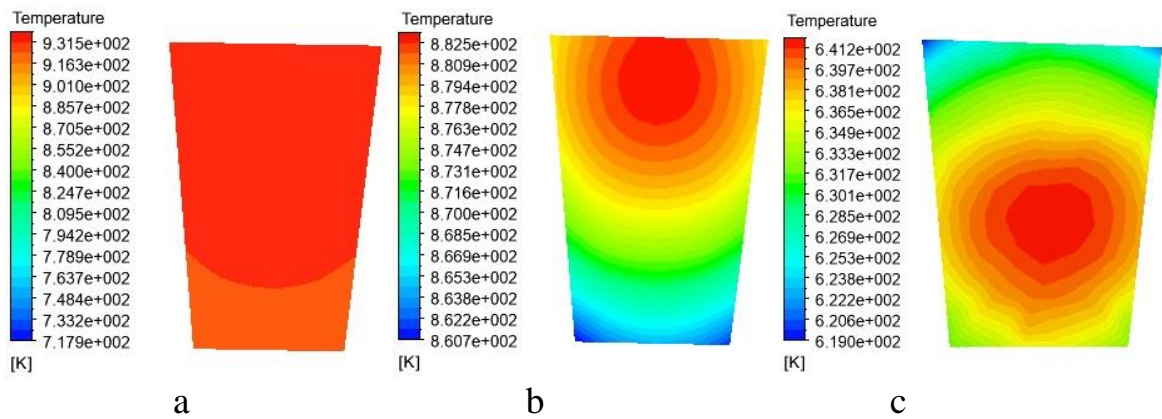 Temperature
9.315e+002
9.163e+002
9.010e+002
8.857e+002
8.705e+002
8.552e+002
8.400e+002
8.247e+002
8.095e+002
7.942e+002
7.789e+002
7.637e+002
7.484e+002
7.332e+002
7.179e+002
[K]
a
Temperature
8.825e+002
8.809e+002
8.794e+002
8.778e+002
8.763e+002
8.747e+002
8.731e+002
8.716e+002
8.700e+002
8.685e+002
8.669e+002
8.653e+002
8.638e+002
8.622e+002
8.607e+002
[K]
b
Temperature
6.412e+002
6.397e+002
6.381e+002
6.365e+002
6.349e+002
6.333e+002
6.317e+002
6.301e+002
6.285e+002
6.269e+002
6.253e+002
6.238e+002
6.222e+002
6.206e+002
6.190e+002
[K]
c